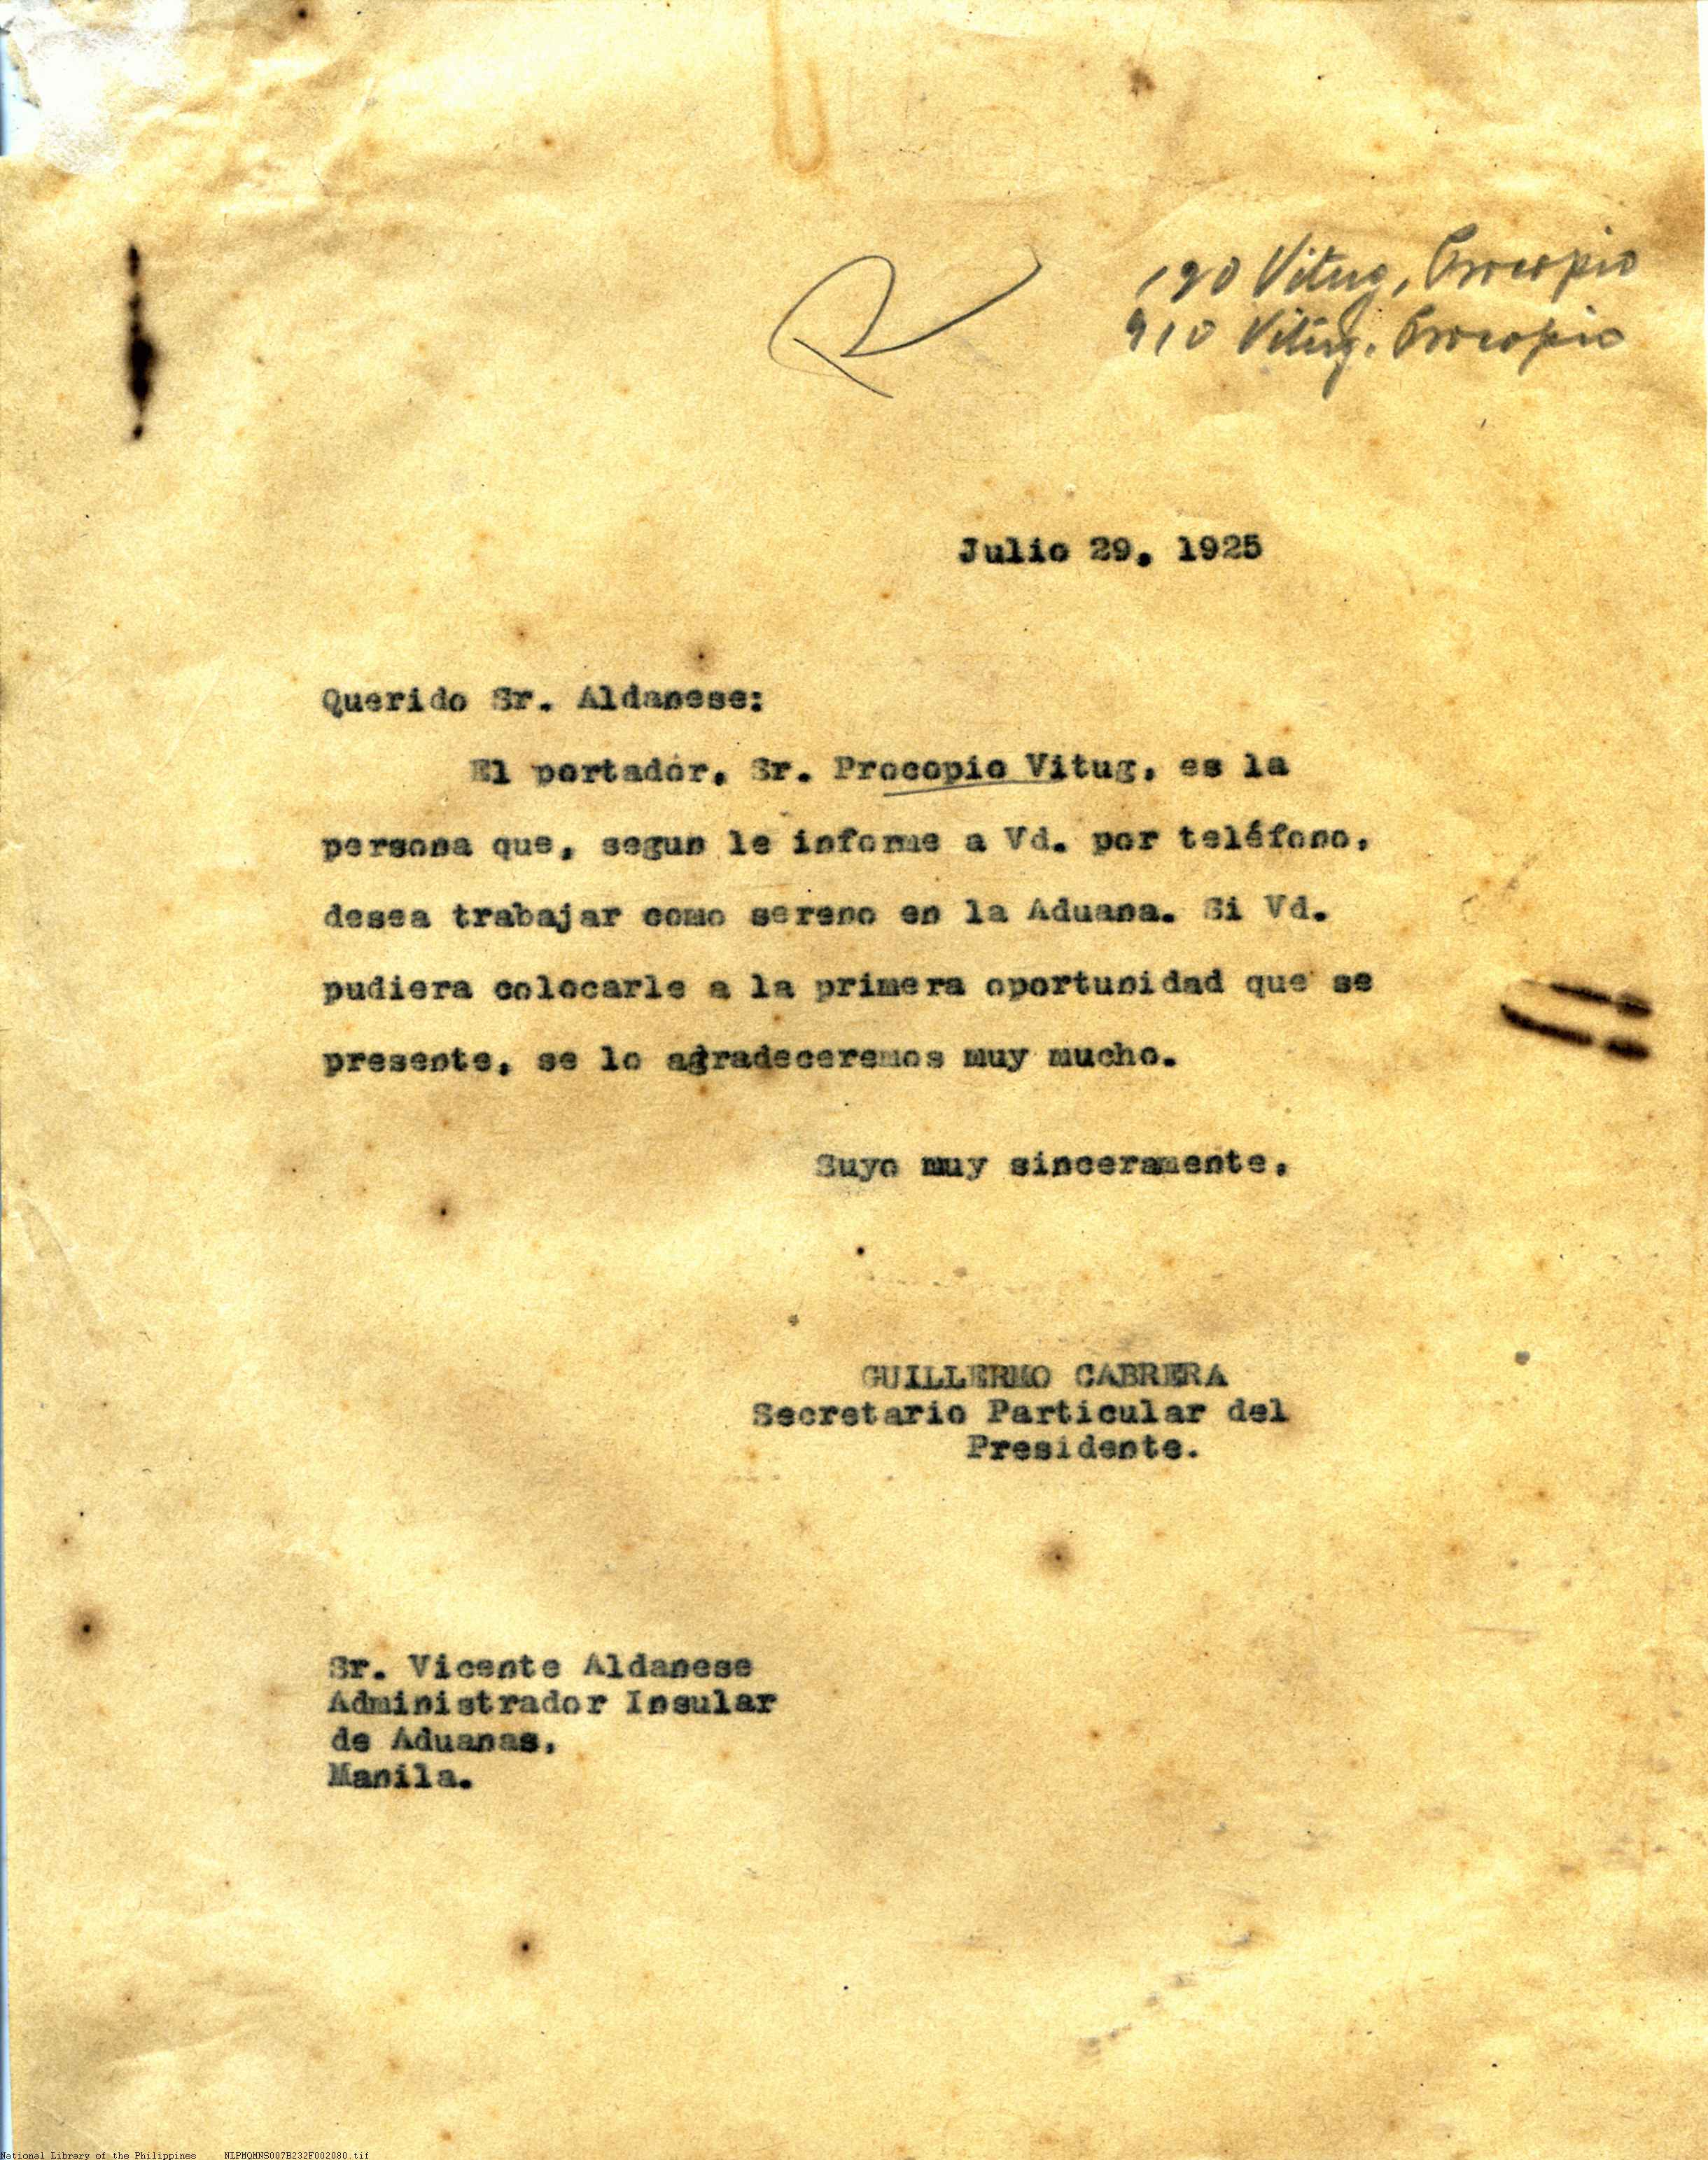 190 Vitug, Procopio
910 Vitug, Procopio
Julio 29, 1925
Querido Sr. Aldanese:
El portador, Sr. Procopio Vitug, es la
persona que, segun le informe a Vd. por teléfono,
desea trabajar como sereno en la Aduana. Si Vd.
pudiera colocarle a la primera oportunidad que se
presente, se lo agradeceremos muy mucho.
Suyo muy sinceramente,
GUILLERMO CABRERA
Secretario Particular del
Presidente.
Sr. Vicente Aldanese
Administrador Insular
de Aduanas,
Manila.
National Library of the Philippines NLPMQMNS007B232F002080.tif